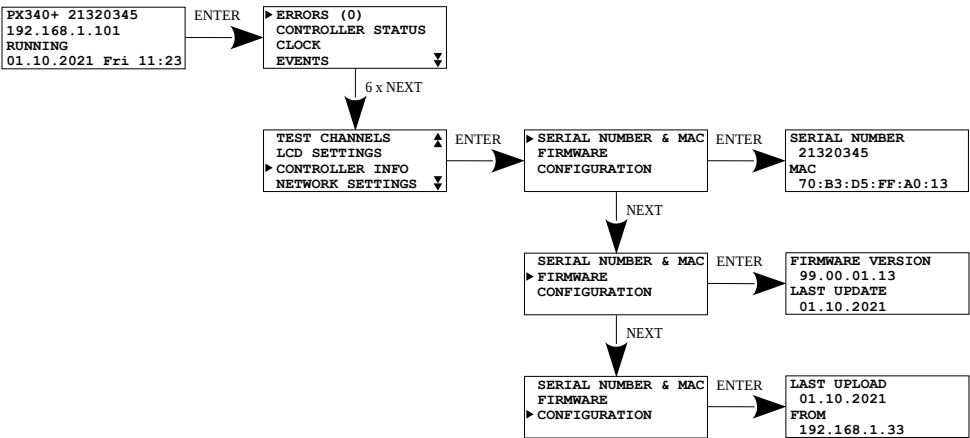 PX340+ 21320345
192.168.1.101
RUNNING
01.10.2021 Fri 11:23
ENTER
ERRORS (0)
CONTROLLER STATUS
CLOCK
EVENTS
6 x NEXT
TEST CHANNELS
LCD SETTINGS
CONTROLLER INFO
NETWORK SETTINGS
ENTER
SERIAL NUMBER & MAC
FIRMWARE
CONFIGURATION
ENTER
SERIAL NUMBER
21320345
MAC
70:B3:D5:FF:A0:13
NEXT
SERIAL NUMBER & MAC
FIRMWARE
CONFIGURATION
ENTER
FIRMWARE VERSION
99.00.01.13
LAST UPDATE
01.10.2021
NEXT
SERIAL NUMBER & MAC
FIRMWARE
CONFIGURATION
ENTER
LAST UPLOAD
01.10.2021
FROM
192.168.1.33